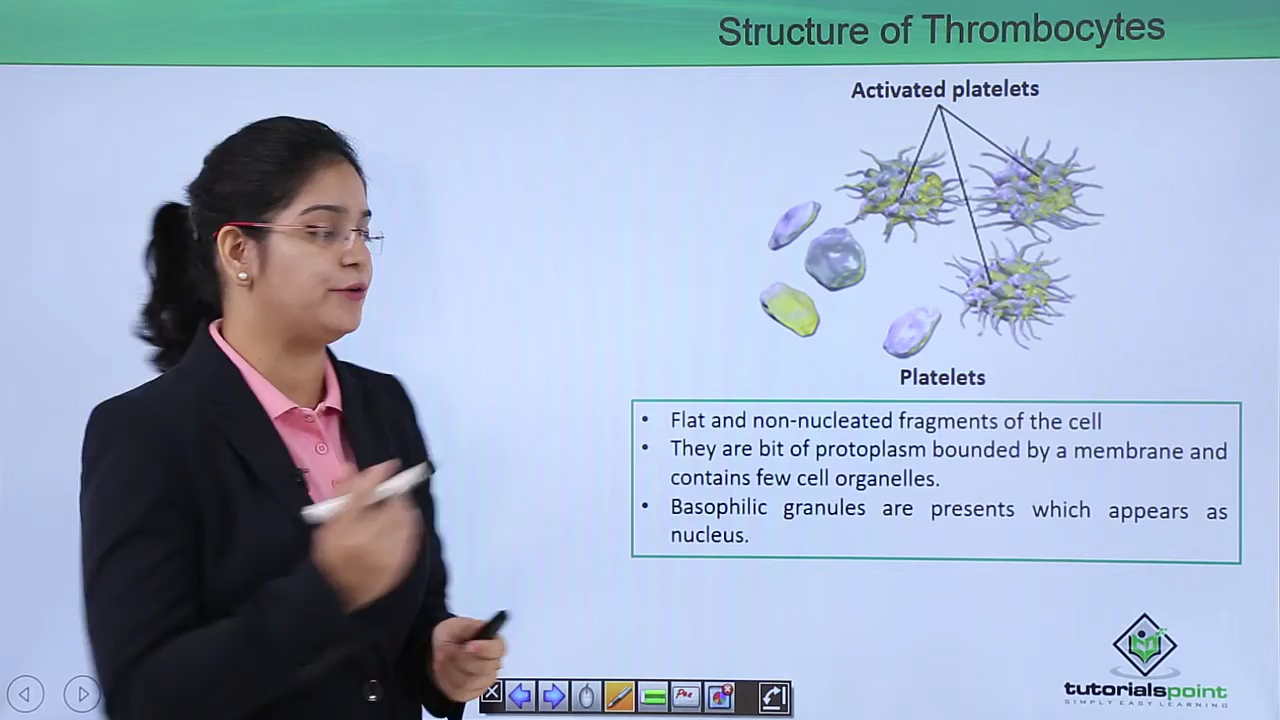 Structure of Thrombocytes
Activated platelets
Platelets
• Flat and non-nucleated fragments of the cell
• They are bit of protoplasm bounded by a membrane and
contains few cell organelles.
• Basophilic granules are presents which appears as
nucleus.
tutorialspoint
SIMPLY EASY LEARNING